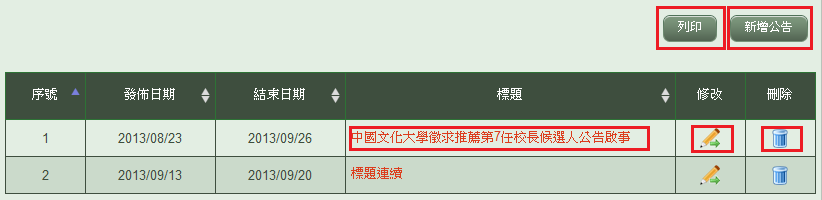 列印 新增公告
序號 發佈日期 結束日期 標題 修改 刪除
1 2013/08/23 2013/09/26 中國文化大學徵求推薦第7任校長候選人公告啟事
2 2013/09/13 2013/09/20 標題連續